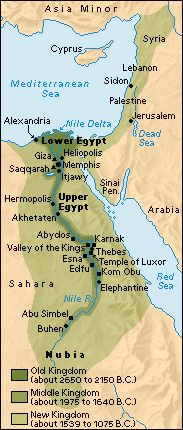 Asia Minor
Syria
Cyprus
Lebanon
Mediterranean
Sea
Sidon
Palestine
Alexandria
Nile Delta
Jerusalem
Lower Egypt
Dead
Sea
Giza
Heliopolis
Memphis
Saqqarah
Itjawy
Sinai
Pen.
Hermopolis
Upper
Egypt
Arabia
Akhetaten
Abydos
Karnak
Valley of the Kings
Thebes
Temple of Luxor
Esna
Edfu
Kom Obu
Red
Sea
Sahara
Elephantine
Nile R.
Abu Simbel
Buhen
Nubia
Old Kingdom
(about 2650 to 2150 B.C.)
Middle Kingdom
(about 1975 to 1640 B.C.)
New Kingdom
(about 1539 to 1075 B.C.)